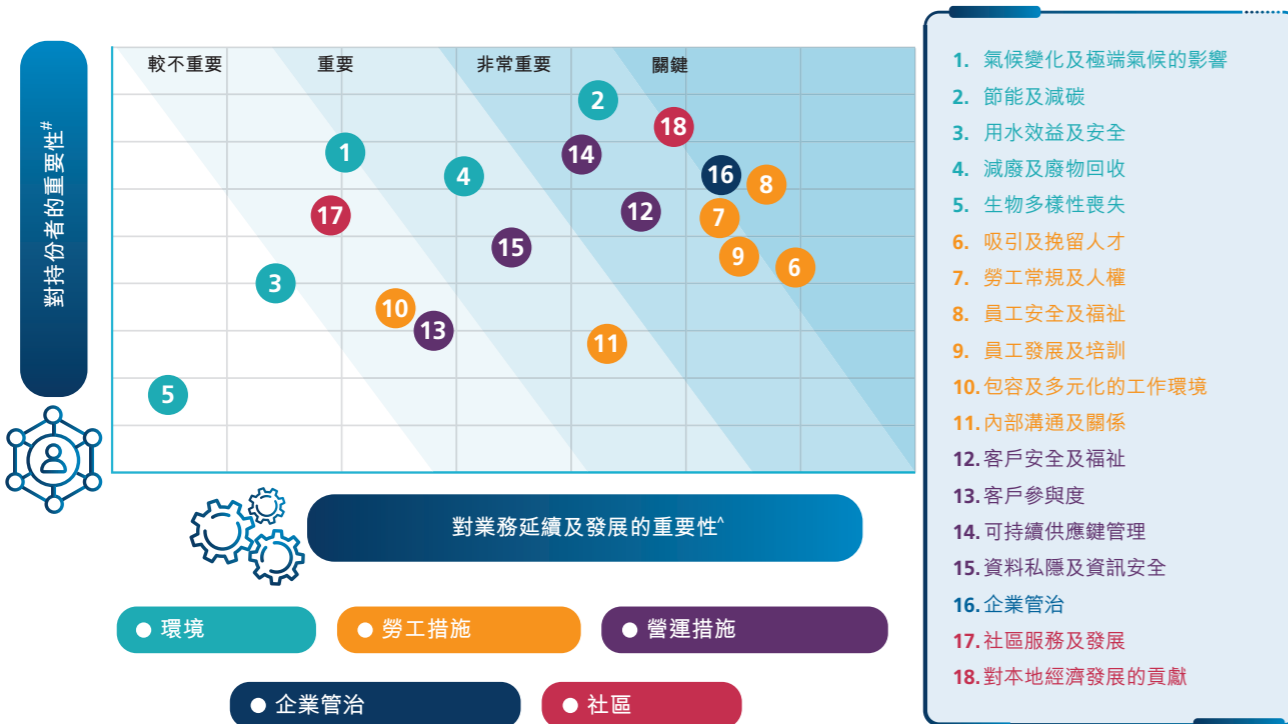 較不重要
重要
非常重要
關鍵
對持份者的重要性#
2
18
14
1
4
16
8
12
7
17
15
9
6
3
10
13
11
5
對業務延續及發展的重要性^
環境
勞工措施
營運措施
企業管治
社區
1. 氣候變化及極端氣候的影響
2. 節能及減碳
3. 用水效益及安全
4. 減廢及廢物回收
5. 生物多樣性喪失
6. 吸引及挽留人才
7. 勞工常規及人權
8. 員工安全及福祉
9. 員工發展及培訓
10. 包容及多元化的工作環境
11. 內部溝通及關係
12. 客戶安全及福祉
13. 客戶參與度
14. 可持續供應鍵管理
15. 資料私隱及資訊安全
16. 企業管治
17. 社區服務及發展
18. 對本地經濟發展的貢獻